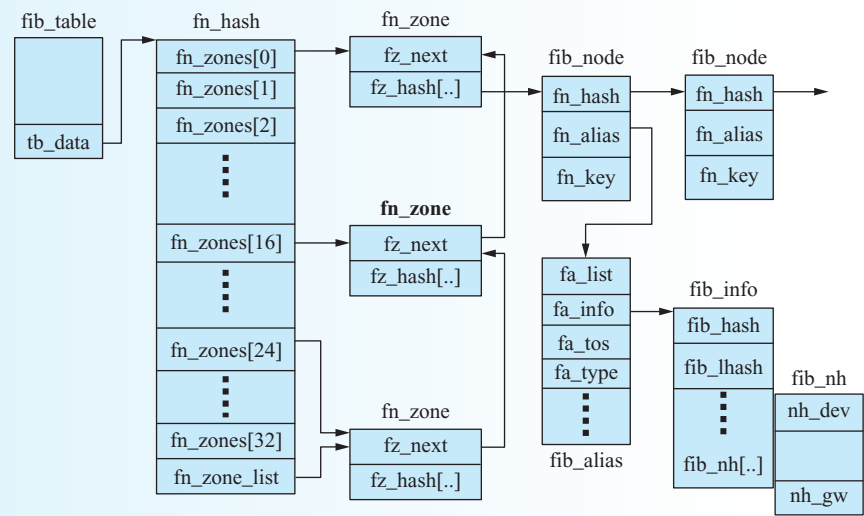 fib_table
tb_data
fn_hash
fn_zones[0]
fn_zones[1]
fn_zones[2]
fn_zones[16]
fn_zones[24]
fn_zones[32]
fn_zone_list
fn_zone
fz_next
fz_hash[..]
fn_zone
fz_next
fz_hash[..]
fn_zone
fz_next
fz_hash[..]
fib_node
fn_hash
fn_alias
fn_key
fib_node
fn_hash
fn_alias
fn_key
fa_list
fa_info
fa_tos
fa_type
fib_alias
fib_info
fib_hash
fib_lhash
fib_nh[..]
fib_nh
nh_dev
nh_gw